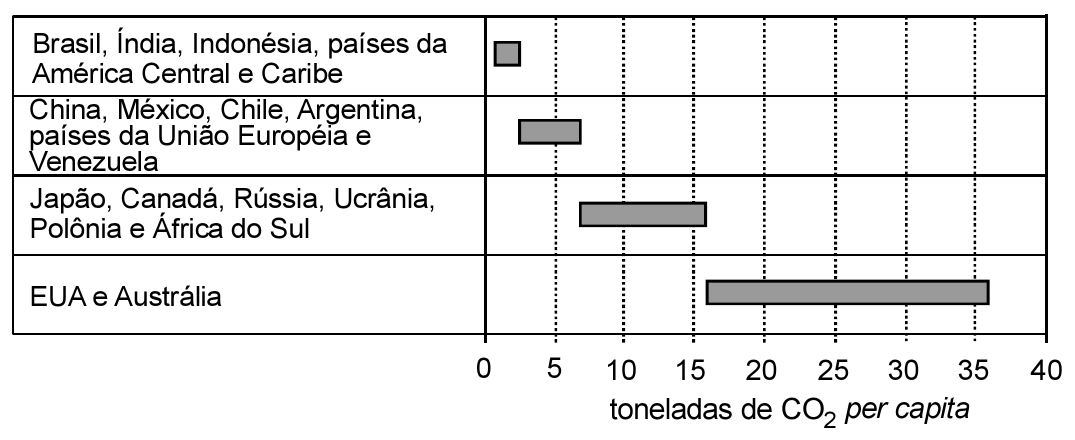 Brasil, Índia, Indonésia, países da
América Central e Caribe
China, México, Chile, Argentina,
países da União Européia e
Venezuela
Japão, Canadá, Rússia, Ucrânia,
Polônia e África do Sul
EUA e Austrália
0 5 10 15 20 25 30 35 40
toneladas de CO₂ per capita